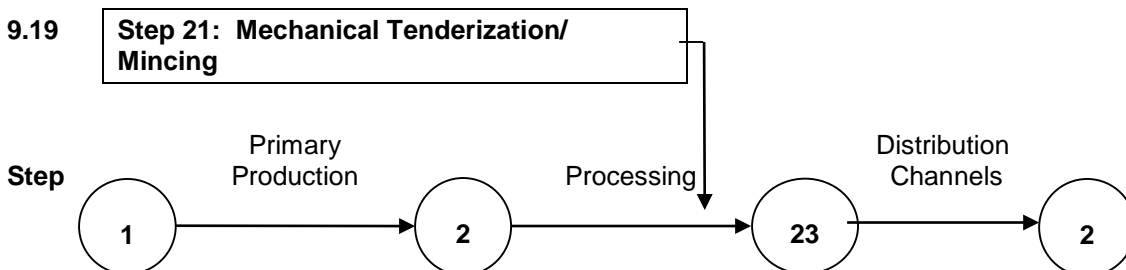 9.19 Step 21: Mechanical Tenderization/
Mincing
Primary Distribution
Step Production Processing Channels
1 2 23 2